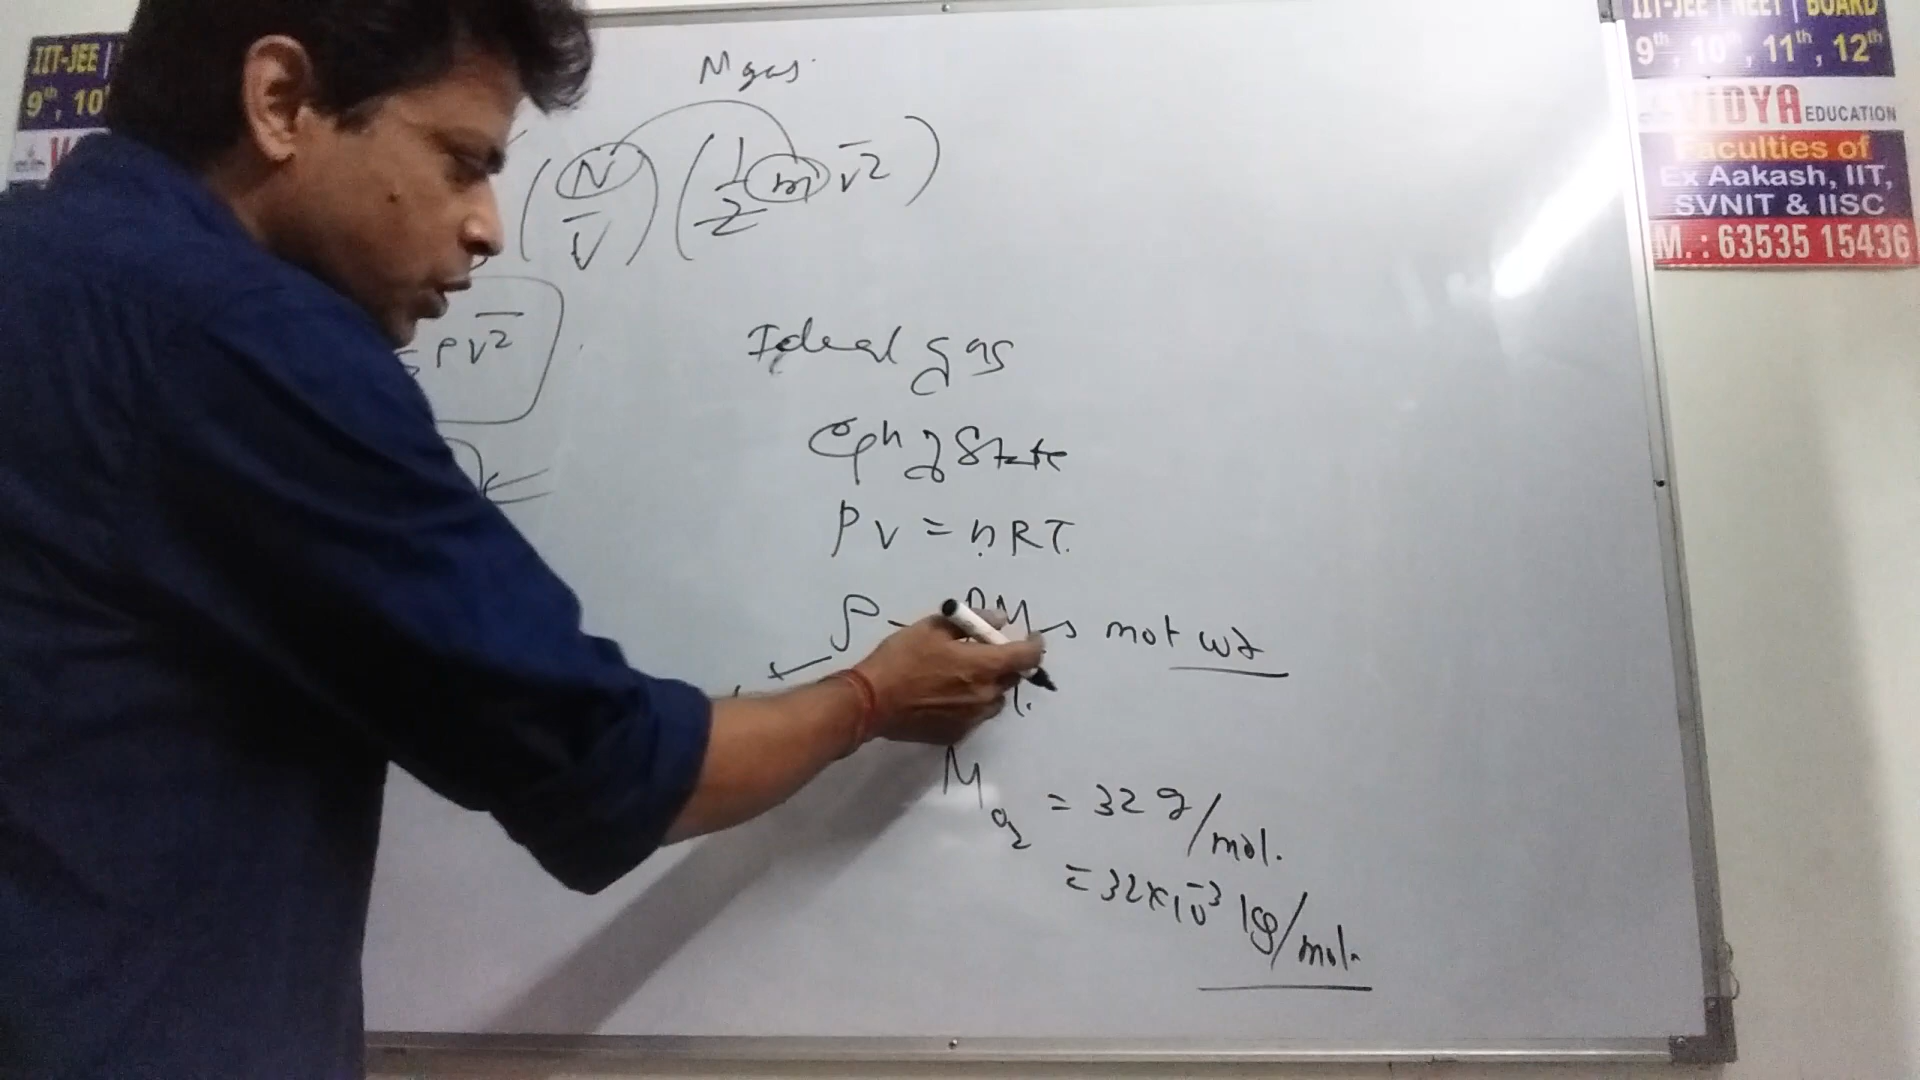 IIT-JEE |
9th, 10
IIT-JEE | NEET | BOARD
9th, 10th, 11th, 12th
VIDYA EDUCATION
Faculties of
Ex Aakash, IIT,
SVNIT & IISC
M. : 63535 15436
M gas.
(N/V) (1/2 m v̄²)
ρ v̄²
Ideal gas
Eqn of State
PV = nRT.
ρ PM → mol wt
M O2 = 32 g/mol.
= 32 × 10⁻³ kg/mol.